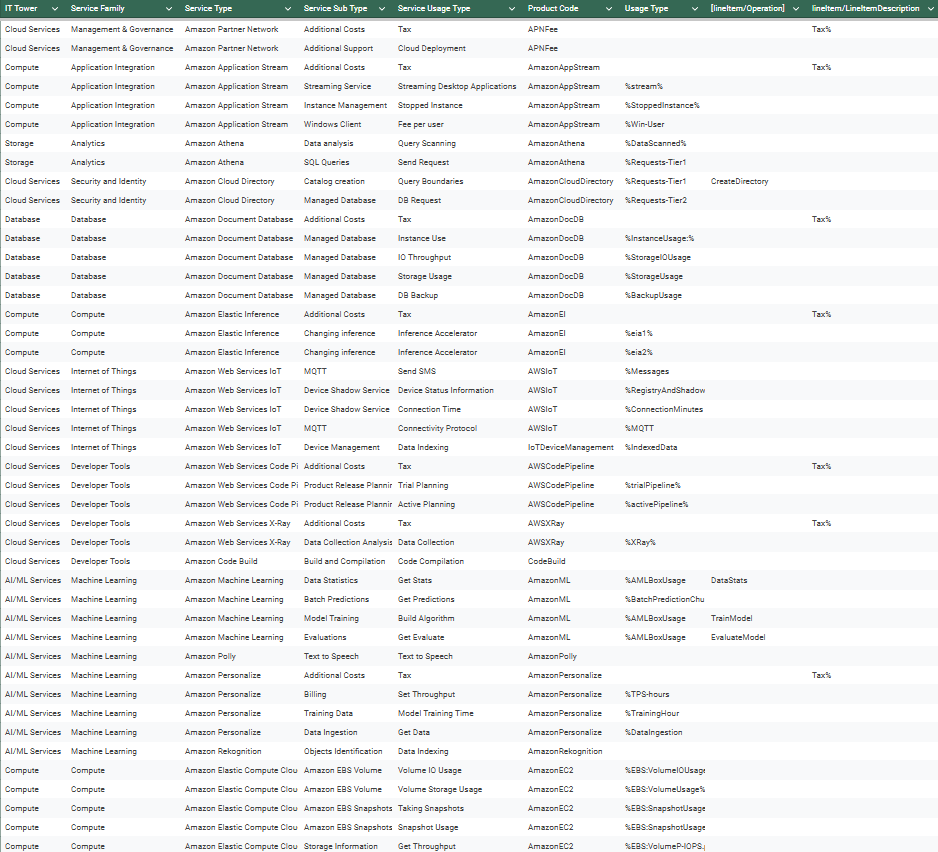 IT Tower Service Family Service Type Service Sub Type Service Usage Type Product Code Usage Type [lineItem/Operation] lineItem/LineItemDescription
Cloud Services Management & Governance Amazon Partner Network Additional Costs Tax APNFee Tax%
Cloud Services Management & Governance Amazon Partner Network Additional Support Cloud Deployment APNFee
Compute Application Integration Amazon Application Stream Additional Costs Tax AmazonAppStream Tax%
Compute Application Integration Amazon Application Stream Streaming Service Streaming Desktop Applications AmazonAppStream %stream%
Compute Application Integration Amazon Application Stream Instance Management Stopped Instance AmazonAppStream %StoppedInstance%
Compute Application Integration Amazon Application Stream Windows Client Fee per user AmazonAppStream %Win-User
Storage Analytics Amazon Athena Data analysis Query Scanning AmazonAthena %DataScanned%
Storage Analytics Amazon Athena SQL Queries Send Request AmazonAthena %Requests-Tier1
Cloud Services Security and Identity Amazon Cloud Directory Catalog creation Query Boundaries AmazonCloudDirectory %Requests-Tier1 CreateDirectory
Cloud Services Security and Identity Amazon Cloud Directory Managed Database DB Request AmazonCloudDirectory %Requests-Tier2
Database Database Amazon Document Database Additional Costs Tax AmazonDocDB Tax%
Database Database Amazon Document Database Managed Database Instance Use AmazonDocDB %InstanceUsage:%
Database Database Amazon Document Database Managed Database IO Throughput AmazonDocDB %StorageIOUsage
Database Database Amazon Document Database Managed Database Storage Usage AmazonDocDB %StorageUsage
Database Database Amazon Document Database Managed Database DB Backup AmazonDocDB %BackupUsage
Compute Compute Amazon Elastic Inference Additional Costs Tax AmazonEI Tax%
Compute Compute Amazon Elastic Inference Changing inference Inference Accelerator AmazonEI %eia1%
Compute Compute Amazon Elastic Inference Changing inference Inference Accelerator AmazonEI %eia2%
Cloud Services Internet of Things Amazon Web Services IoT MQTT Send SMS AWSIoT %Messages
Cloud Services Internet of Things Amazon Web Services IoT Device Shadow Service Device Status Information AWSIoT %RegistryAndShadow
Cloud Services Internet of Things Amazon Web Services IoT Device Shadow Service Connection Time AWSIoT %ConnectionMinutes
Cloud Services Internet of Things Amazon Web Services IoT MQTT Connectivity Protocol AWSIoT %MQTT
Cloud Services Internet of Things Amazon Web Services IoT Device Management Data Indexing IoTDeviceManagement %IndexedData
Cloud Services Developer Tools Amazon Web Services Code Pi Additional Costs Tax AWSCodePipeline Tax%
Cloud Services Developer Tools Amazon Web Services Code Pi Product Release Plannin Trial Planning AWSCodePipeline %trialPipeline%
Cloud Services Developer Tools Amazon Web Services Code Pi Product Release Plannin Active Planning AWSCodePipeline %activePipeline%
Cloud Services Developer Tools Amazon Web Services X-Ray Additional Costs Tax AWSXRay Tax%
Cloud Services Developer Tools Amazon Web Services X-Ray Data Collection Analysis Data Collection AWSXRay %XRay%
Cloud Services Developer Tools Amazon Code Build Build and Compilation Code Compilation CodeBuild
AI/ML Services Machine Learning Amazon Machine Learning Data Statistics Get Stats AmazonML %AMLBoxUsage DataStats
AI/ML Services Machine Learning Amazon Machine Learning Batch Predictions Get Predictions AmazonML %BatchPredictionChu
AI/ML Services Machine Learning Amazon Machine Learning Model Training Build Algorithm AmazonML %AMLBoxUsage TrainModel
AI/ML Services Machine Learning Amazon Machine Learning Evaluations Get Evaluate AmazonML %AMLBoxUsage EvaluateModel
AI/ML Services Machine Learning Amazon Polly Text to Speech Text to Speech AmazonPolly
AI/ML Services Machine Learning Amazon Personalize Additional Costs Tax AmazonPersonalize Tax%
AI/ML Services Machine Learning Amazon Personalize Billing Set Throughput AmazonPersonalize %TPS-hours
AI/ML Services Machine Learning Amazon Personalize Training Data Model Training Time AmazonPersonalize %TrainingHour
AI/ML Services Machine Learning Amazon Personalize Data Ingestion Get Data AmazonPersonalize %DataIngestion
AI/ML Services Machine Learning Amazon Rekognition Objects Identification Data Indexing AmazonRekognition
Compute Compute Amazon Elastic Compute Clou Amazon EBS Volume Volume IO Usage AmazonEC2 %EBS:VolumeIOUsage
Compute Compute Amazon Elastic Compute Clou Amazon EBS Volume Volume Storage Usage AmazonEC2 %EBS:VolumeUsage%
Compute Compute Amazon Elastic Compute Clou Amazon EBS Snapshots Taking Snapshots AmazonEC2 %EBS:SnapshotUsage
Compute Compute Amazon Elastic Compute Clou Amazon EBS Snapshots Snapshot Usage AmazonEC2 %EBS:SnapshotUsage
Compute Compute Amazon Elastic Compute Clou Storage Information Get Throughput AmazonEC2 %EBS:VolumeP-IOPS.